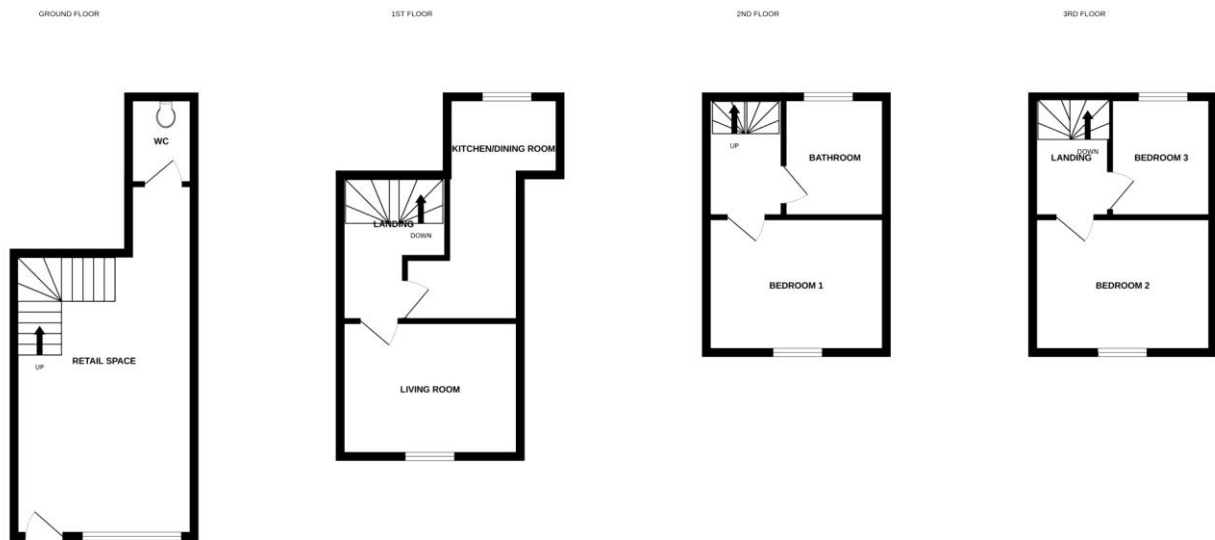 GROUND FLOOR
WC
RETAIL SPACE
UP
1ST FLOOR
KITCHEN/DINING ROOM
LANDING
DOWN
LIVING ROOM
2ND FLOOR
UP
BATHROOM
BEDROOM 1
3RD FLOOR
DOWN
LANDING
BEDROOM 3
BEDROOM 2